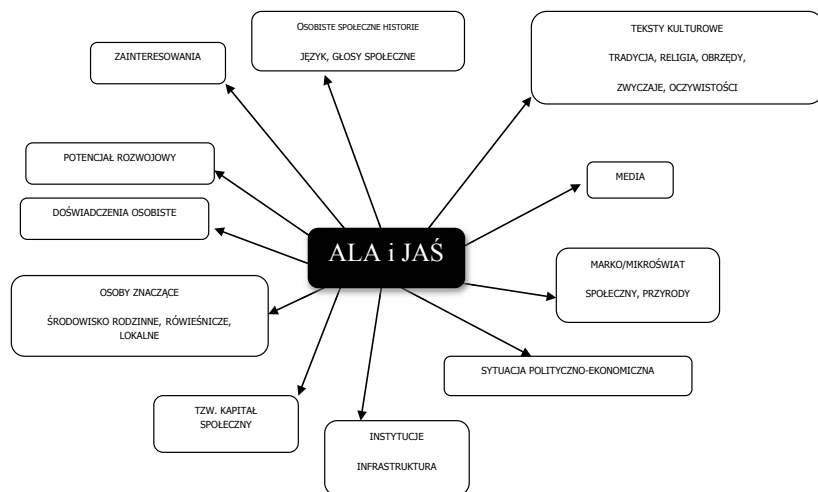 OSOBISTE SPOŁECZNE HISTORIE
JĘZYK, GŁOSY SPOŁECZNE
TEKSTY KULTUROWE
TRADYCJA, RELIGIA, OBRZĘDY,
ZWYCZAJE, OCZYWISTOŚCI
ZAINTERESOWANIA
POTENCJAŁ ROZWOJOWY
MEDIA
DOŚWIADCZENIA OSOBISTE
ALA i JAŚ
MARKO/MIKROŚWIAT
SPOŁECZNY, PRZYRODY
OSOBY ZNACZĄCE
ŚRODOWISKO RODZINNE, RÓWIEŚNICZE,
LOKALNE
SYTUACJA POLITYCZNO-EKONOMICZNA
TZW. KAPITAŁ
SPOŁECZNY
INSTYTUCJE
INFRASTRUKTURA